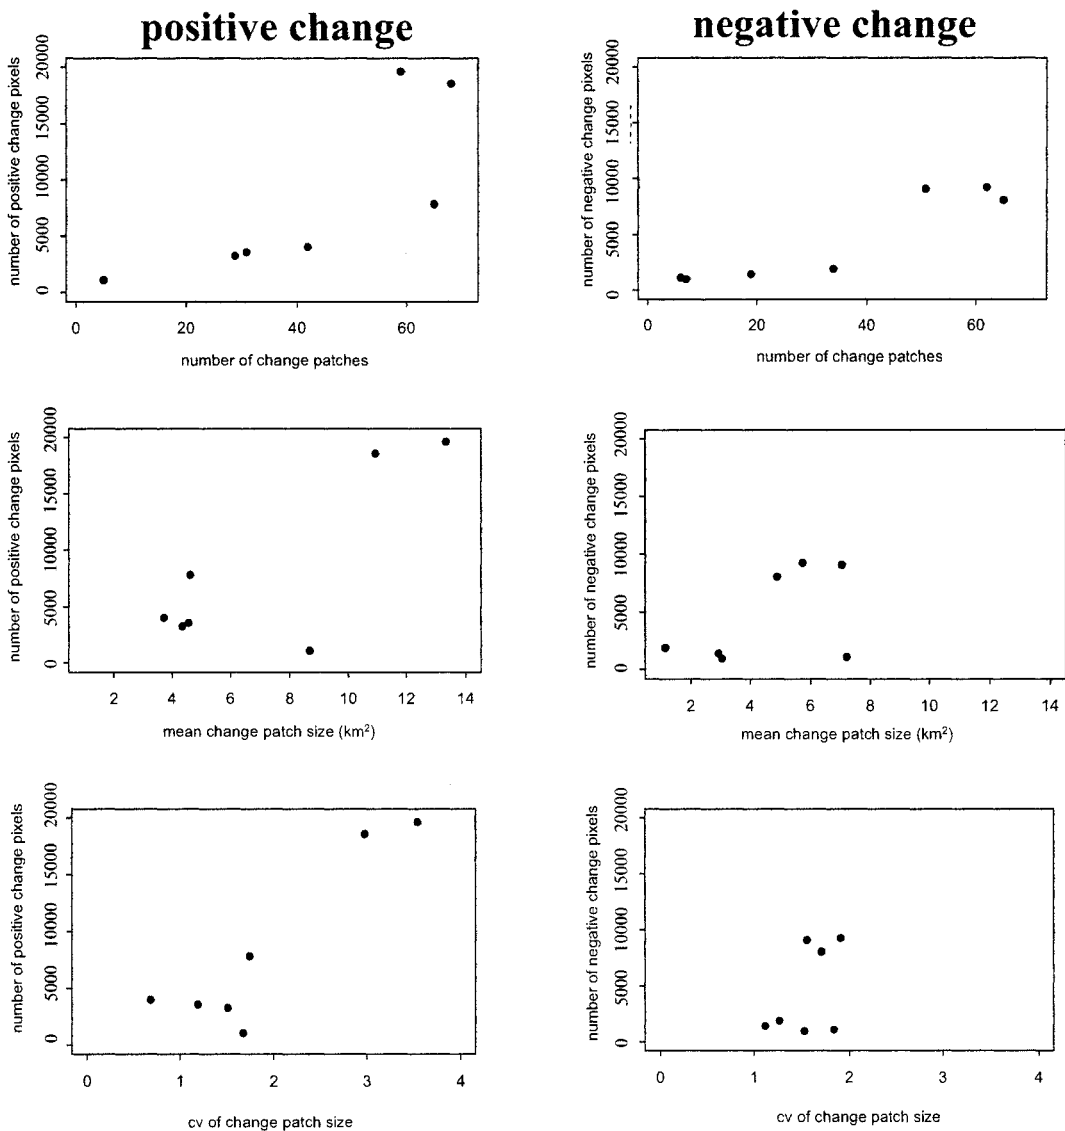 positive change
negative change
number of positive change pixels
0 5000 10000 15000 20000
0 20 40 60
number of change patches
number of negative change pixels
0 5000 10000 15000 20000
0 20 40 60
number of change patches
number of positive change pixels
0 5000 10000 15000 20000
2 4 6 8 10 12 14
mean change patch size (km²)
number of negative change pixels
0 5000 10000 15000 20000
2 4 6 8 10 12 14
mean change patch size (km²)
number of positive change pixels
0 5000 10000 15000 20000
0 1 2 3 4
cv of change patch size
number of negative change pixels
0 5000 10000 15000 20000
0 1 2 3 4
cv of change patch size